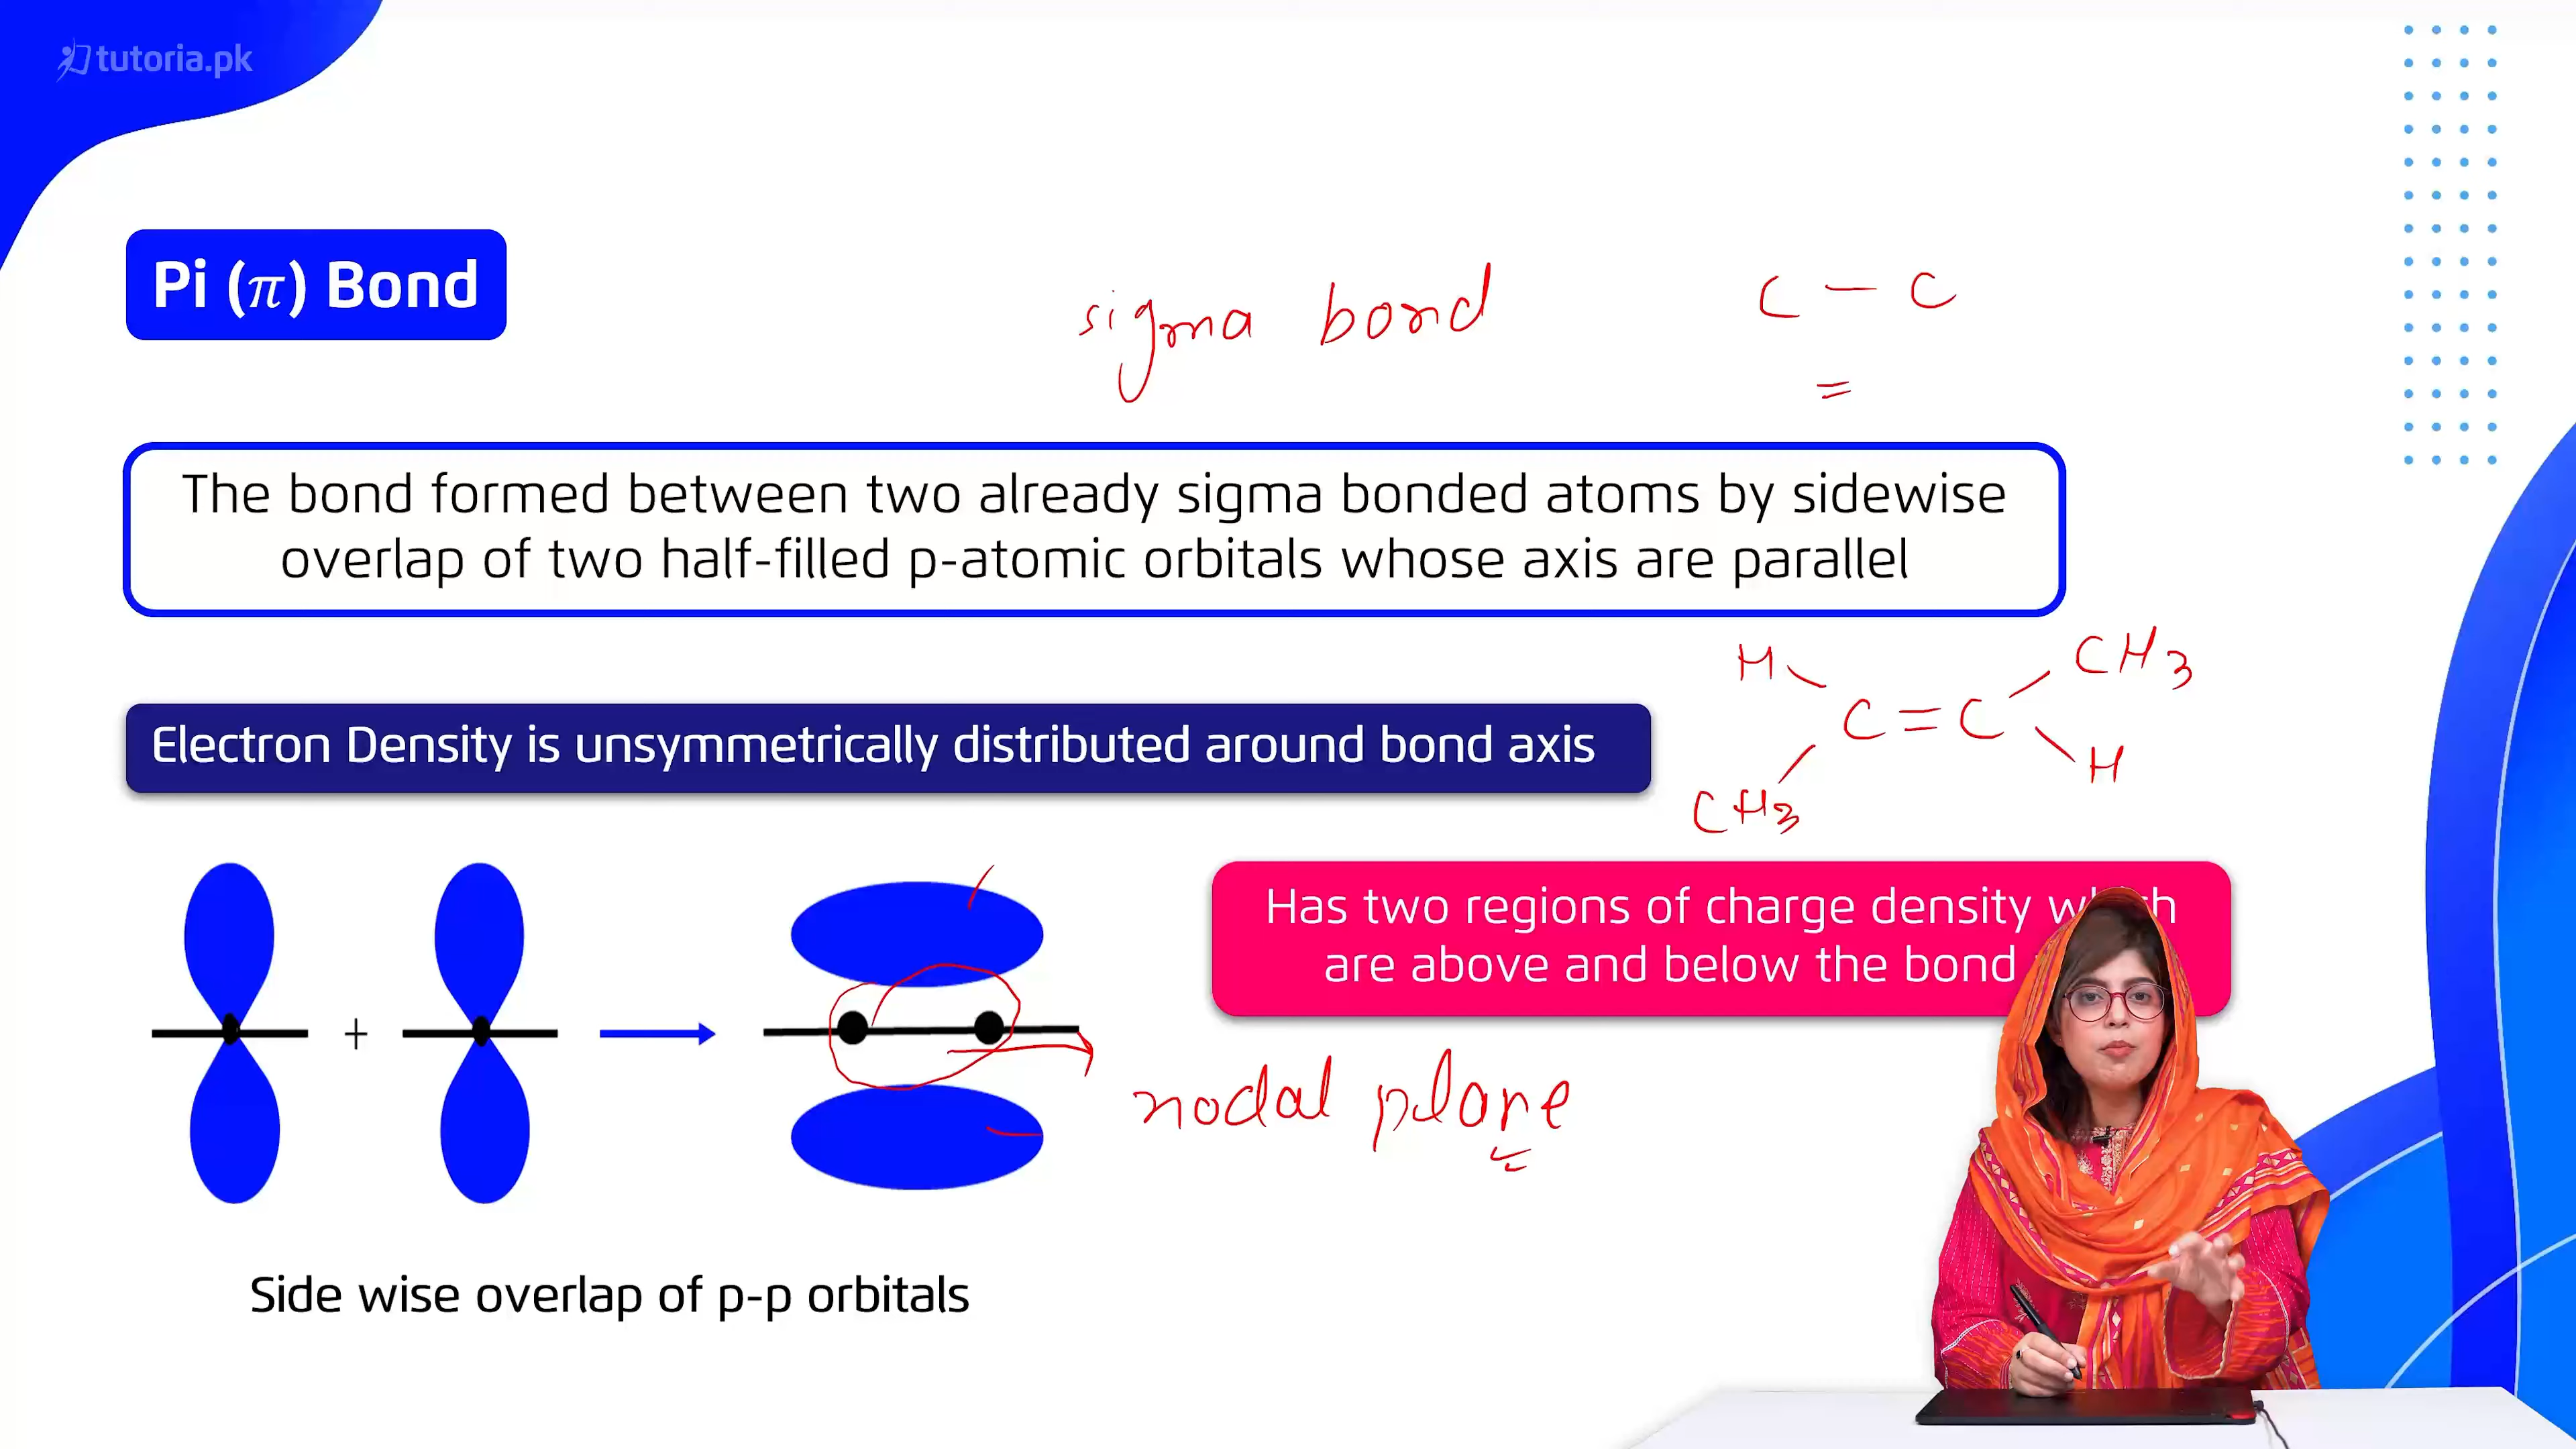 tutoria.pk
Pi (π) Bond
sigma bond
C — C
=
The bond formed between two already sigma bonded atoms by sidewise
overlap of two half-filled p-atomic orbitals whose axis are parallel
H CH3
C = C
CH3 H
Electron Density is unsymmetrically distributed around bond axis
Has two regions of charge density
are above and below the bond
+
nodal plane
Side wise overlap of p-p orbitals